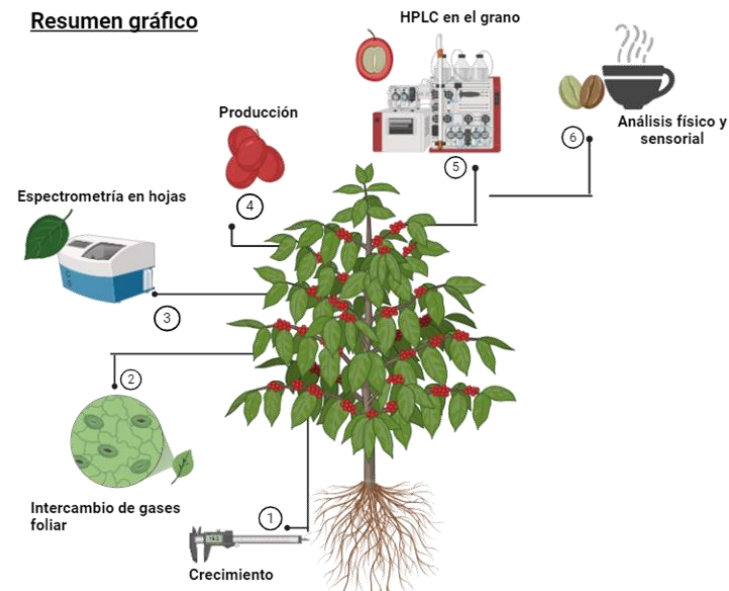 Resumen gráfico
HPLC en el grano
Producción
Análisis físico y
sensorial
6
5
Espectrometría en hojas
4
3
2
Intercambio de gases
foliar
1
Crecimiento